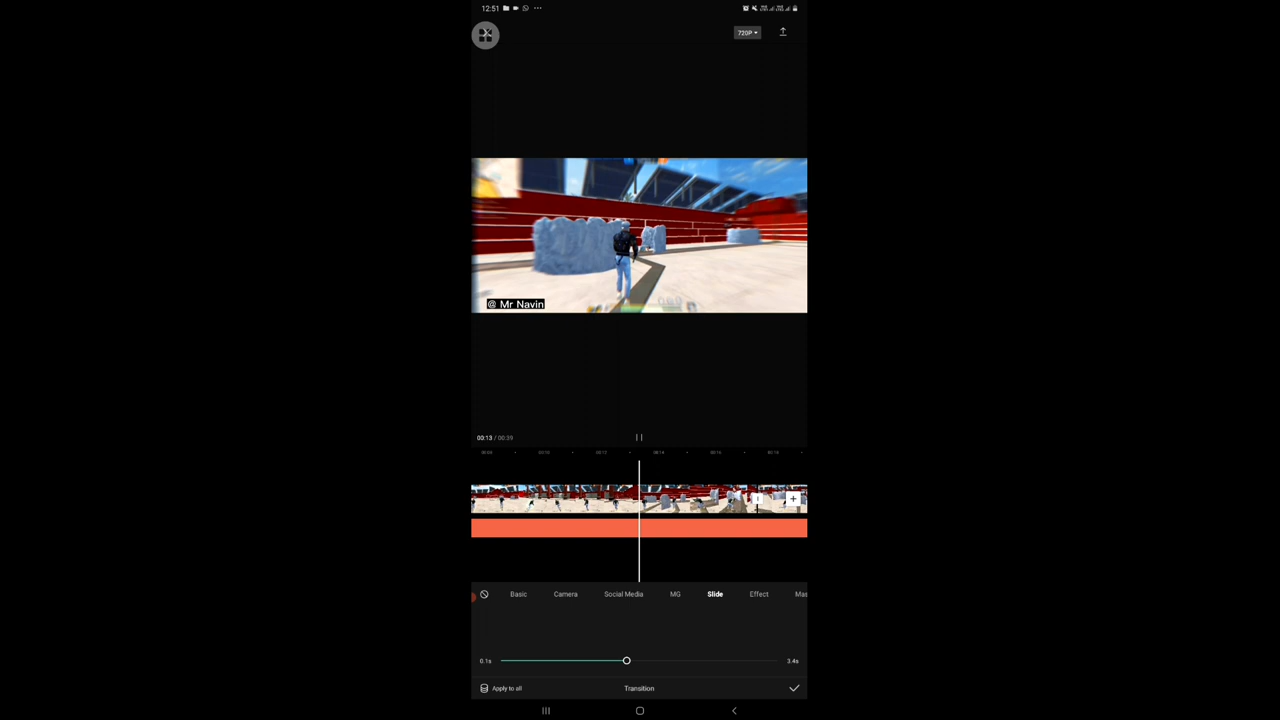 12:51
720P
@ Mr Navin
00:13 / 00:39
Basic Camera Social Media MG Slide Effect Mas
0.1s 3.4s
Apply to all Transition